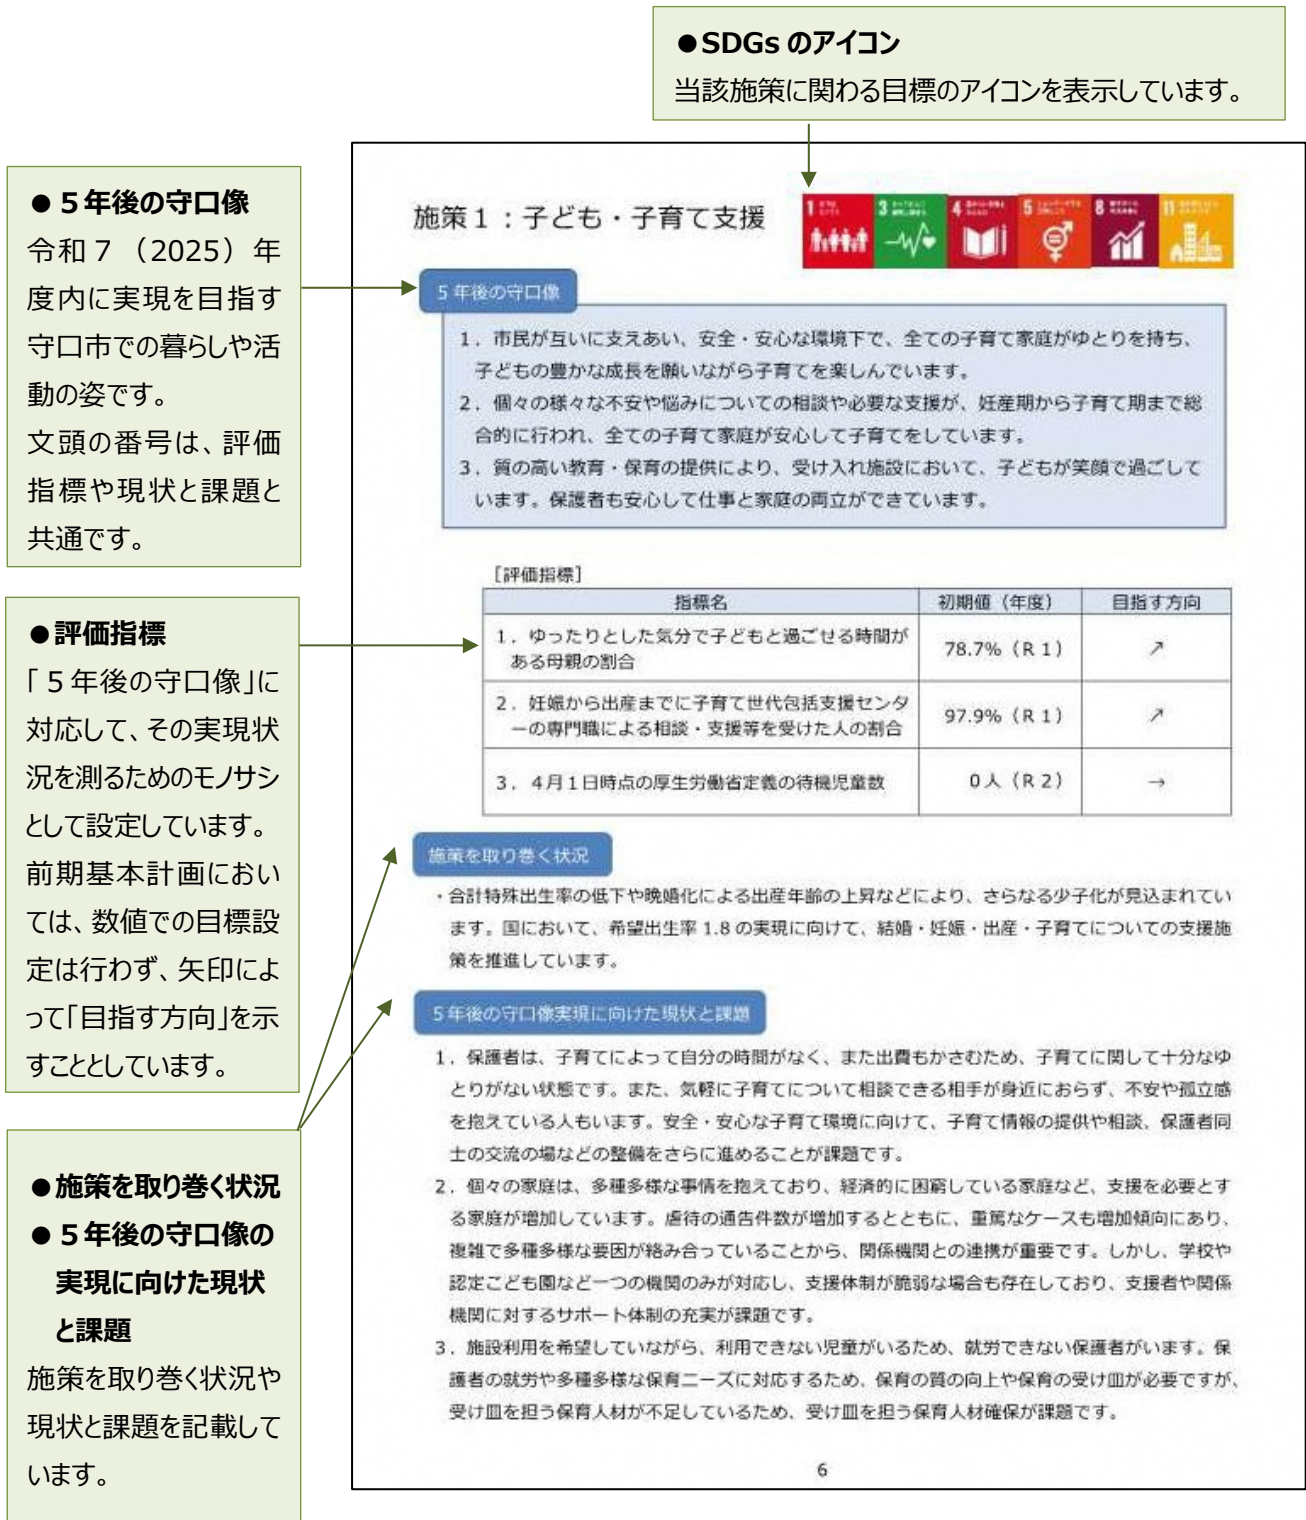 ●SDGs のアイコン
当該施策に関わる目標のアイコンを表示しています。
●５年後の守口像
令和７（2025）年
度内に実現を目指す
守口市での暮らしや活
動の姿です。
文頭の番号は、評価
指標や現状と課題と
共通です。
●評価指標
「５年後の守口像」に
対応して、その実現状
況を測るためのモノサシ
として設定しています。
前期基本計画におい
ては、数値での目標設
定は行わず、矢印によ
って「目指す方向」を示
すこととしています。
●施策を取り巻く状況
●５年後の守口像の
実現に向けた現状
と課題
施策を取り巻く状況や
現状と課題を記載して
います。
施策１：子ども・子育て支援
1 3 4 5 8 11
５年後の守口像
１．市民が互いに支えあい、安全・安心な環境下で、全ての子育て家庭がゆとりを持ち、
子どもの豊かな成長を願いながら子育てを楽しんでいます。
２．個々の様々な不安や悩みについての相談や必要な支援が、妊産期から子育て期まで総
合的に行われ、全ての子育て家庭が安心して子育てをしています。
３．質の高い教育・保育の提供により、受け入れ施設において、子どもが笑顔で過ごして
います。保護者も安心して仕事と家庭の両立ができています。
［評価指標］
指標名 初期値（年度） 目指す方向
１．ゆったりとした気分で子どもと過ごせる時間が
ある母親の割合
78.7%（R１） ↗
２．妊娠から出産までに子育て世代包括支援センタ
ーの専門職による相談・支援等を受けた人の割合
97.9%（R１） ↗
３．４月１日時点の厚生労働省定義の待機児童数 ０人（R２） →
施策を取り巻く状況
・合計特殊出生率の低下や晩婚化による出産年齢の上昇などにより、さらなる少子化が見込まれてい
ます。国において、希望出生率 1.8 の実現に向けて、結婚・妊娠・出産・子育てについての支援施
策を推進しています。
５年後の守口像実現に向けた現状と課題
１．保護者は、子育てによって自分の時間がなく、また出費もかさむため、子育てに関して十分なゆ
とりがない状態です。また、気軽に子育てについて相談できる相手が身近におらず、不安や孤立感
を抱えている人もいます。安全・安心な子育て環境に向けて、子育て情報の提供や相談、保護者同
士の交流の場などの整備をさらに進めることが課題です。
２．個々の家庭は、多種多様な事情を抱えており、経済的に困窮している家庭など、支援を必要とす
る家庭が増加しています。虐待の通告件数が増加するとともに、重篤なケースも増加傾向にあり、
複雑で多種多様な要因が絡み合っていることから、関係機関との連携が重要です。しかし、学校や
認定こども園など一つの機関のみが対応し、支援体制が脆弱な場合も存在しており、支援者や関係
機関に対するサポート体制の充実が課題です。
３．施設利用を希望していながら、利用できない児童がいるため、就労できない保護者がいます。保
護者の就労や多種多様な保育ニーズに対応するため、保育の質の向上や保育の受け皿が必要ですが、
受け皿を担う保育人材が不足しているため、受け皿を担う保育人材確保が課題です。
6